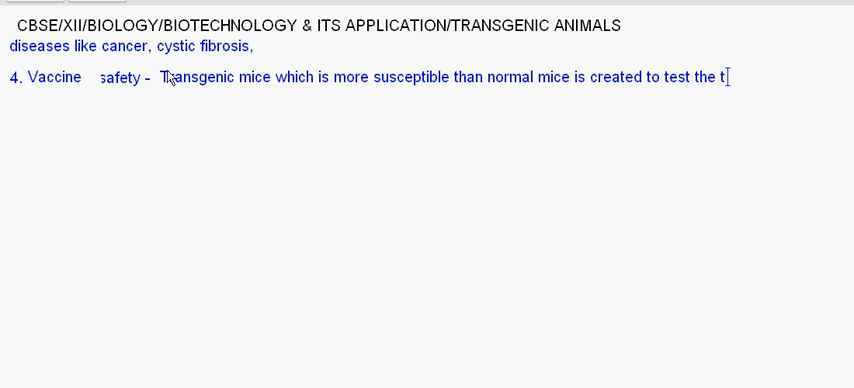 CBSE/XII/BIOLOGY/BIOTECHNOLOGY & ITS APPLICATION/TRANSGENIC ANIMALS
diseases like cancer, cystic fibrosis,
4. Vaccine safety - Transgenic mice which is more susceptible than normal mice is created to test the t